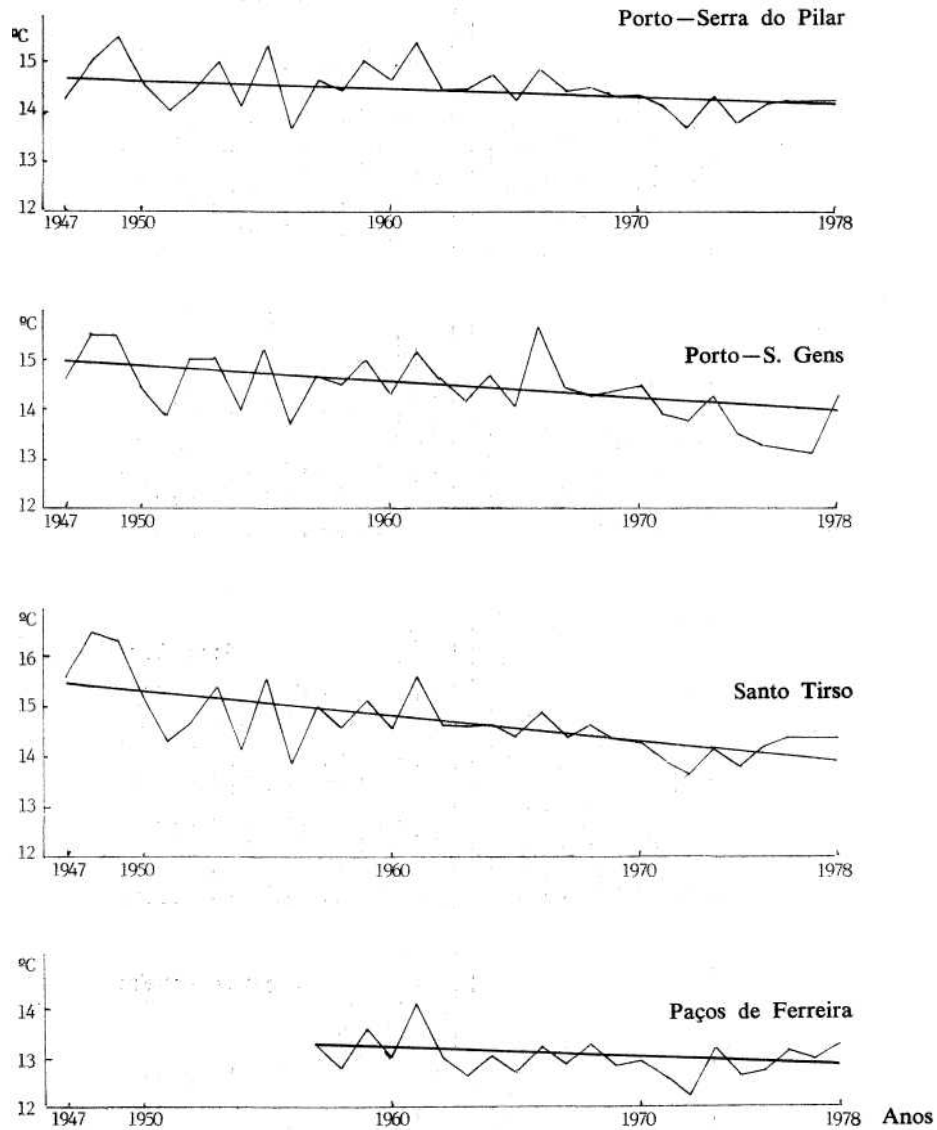 Porto—Serra do Pilar
ºC
15
14
13
12
1947 1950 1960 1970 1978
ºC
Porto—S. Gens
15
14
13
12
1947 1950 1960 1970 1978
ºC
16
Santo Tirso
15
14
13
12
1947 1950 1960 1970 1978
ºC
14
Paços de Ferreira
13
12
1947 1950 1960 1970 1978 Anos